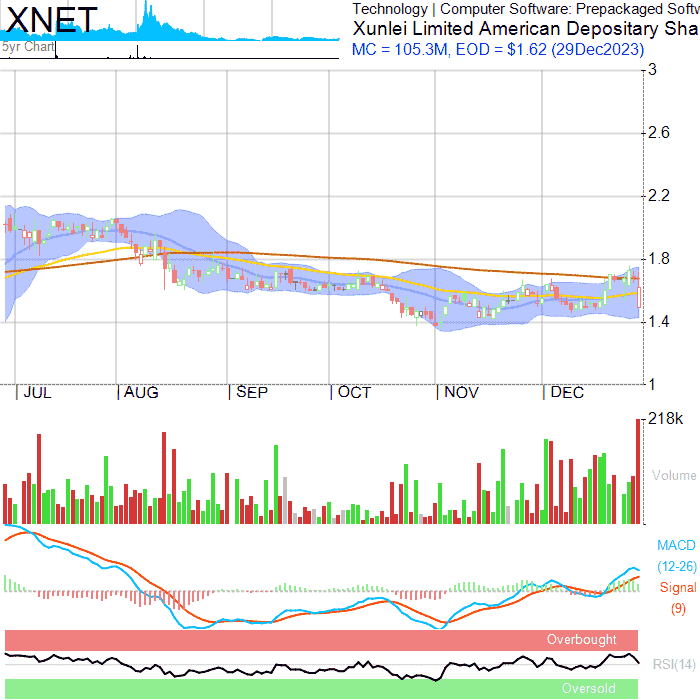 XNET
5yr Chart
Technology | Computer Software: Prepackaged Softw
Xunlei Limited American Depositary Sha
MC = 105.3M, EOD = $1.62 (29Dec2023)
3
2.6
2.2
1.8
1.4
1
JUL AUG SEP OCT NOV DEC
218k
Volume
MACD
(12-26)
Signal
(9)
Overbought
RSI(14)
Oversold